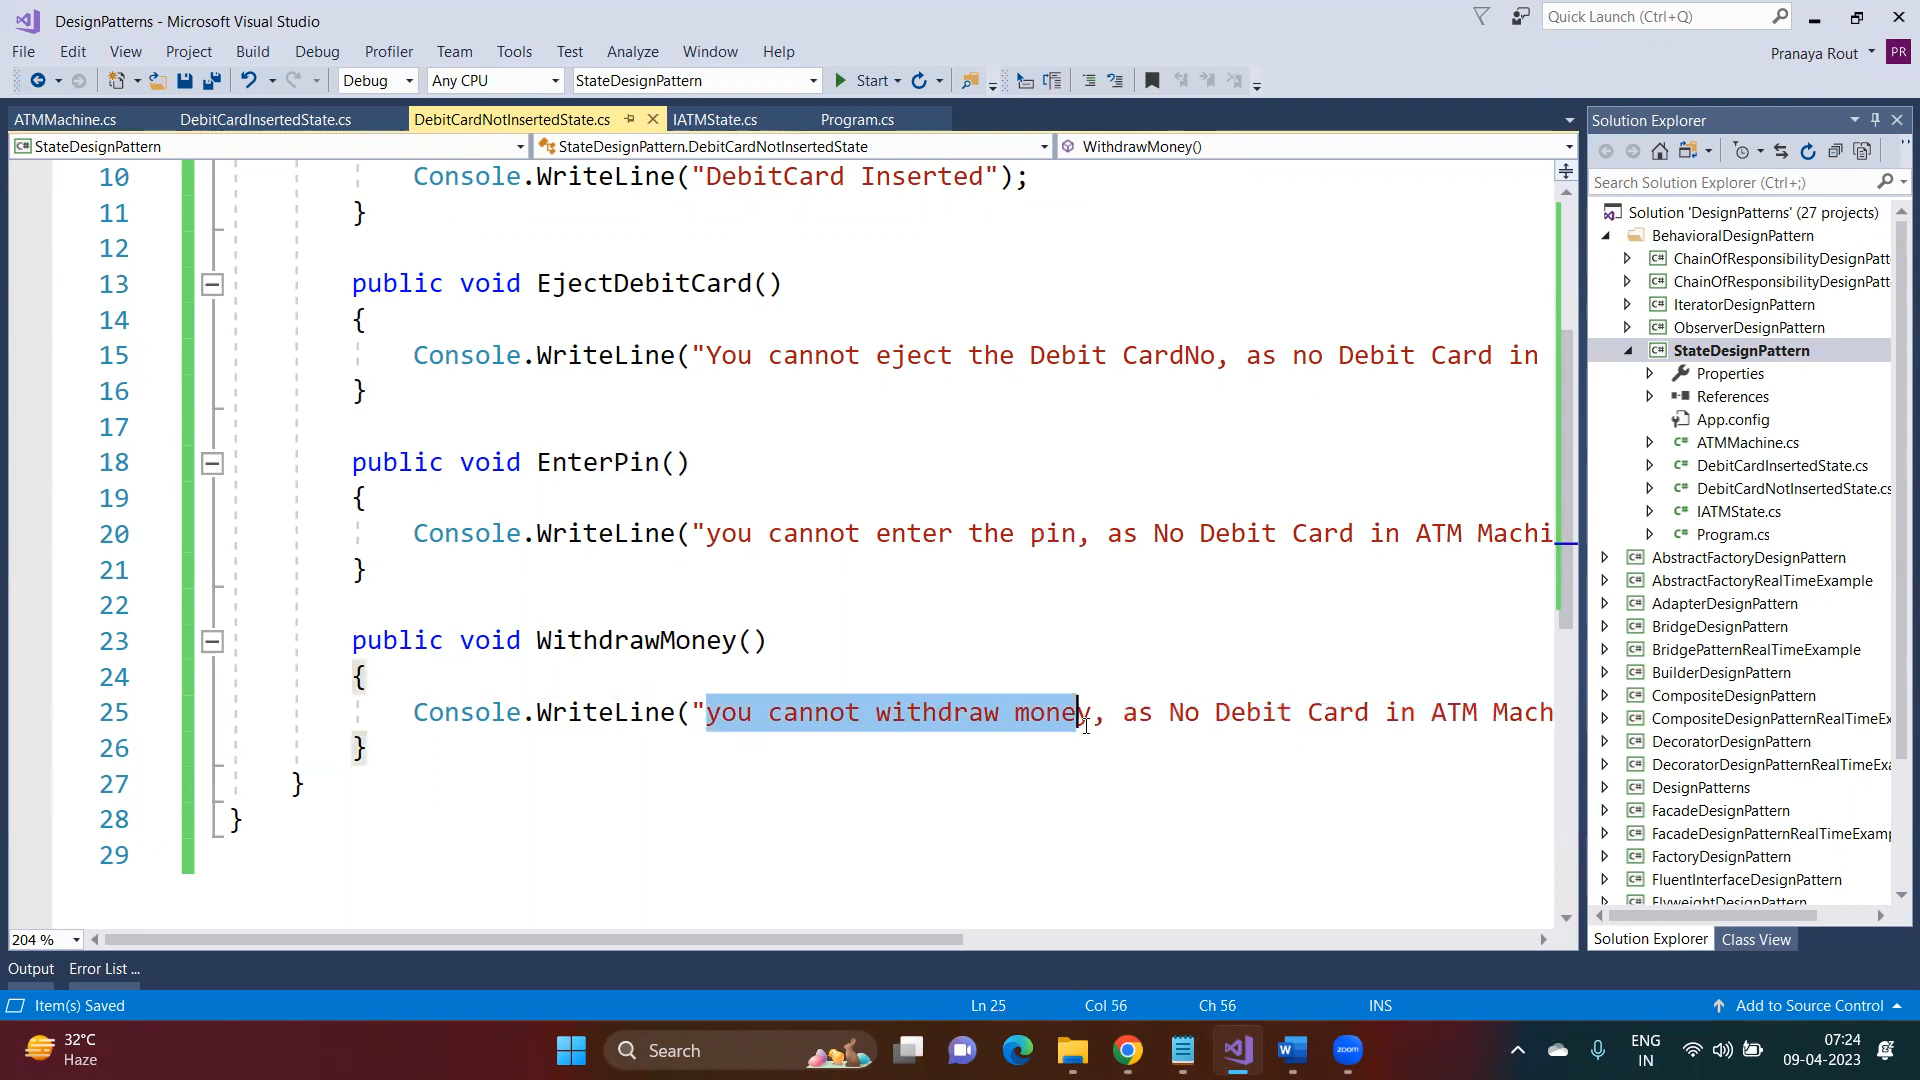 DesignPatterns - Microsoft Visual Studio
Quick Launch (Ctrl+Q)
File Edit View Project Build Debug Profiler Team Tools Test Analyze Window Help
Pranaya Rout PR
Debug Any CPU StateDesignPattern Start
ATMMachine.cs DebitCardInsertedState.cs DebitCardNotInsertedState.cs IATMState.cs Program.cs
StateDesignPattern StateDesignPattern.DebitCardNotInsertedState WithdrawMoney()
10 Console.WriteLine("DebitCard Inserted");
11 }
12
13 public void EjectDebitCard()
14 {
15 Console.WriteLine("You cannot eject the Debit CardNo, as no Debit Card in
16 }
17
18 public void EnterPin()
19 {
20 Console.WriteLine("you cannot enter the pin, as No Debit Card in ATM Machi
21 }
22
23 public void WithdrawMoney()
24 {
25 Console.WriteLine("you cannot withdraw money, as No Debit Card in ATM Mach
26 }
27 }
28 }
29
204 %
Solution Explorer
Search Solution Explorer (Ctrl+;)
Solution 'DesignPatterns' (27 projects)
BehavioralDesignPattern
C# ChainOfResponsibilityDesignPatt
C# ChainOfResponsibilityDesignPatt
C# IteratorDesignPattern
C# ObserverDesignPattern
C# StateDesignPattern
Properties
References
App.config
C# ATMMachine.cs
C# DebitCardInsertedState.cs
C# DebitCardNotInsertedState.cs
C# IATMState.cs
C# Program.cs
C# AbstractFactoryDesignPattern
C# AbstractFactoryRealTimeExample
C# AdapterDesignPattern
C# BridgeDesignPattern
C# BridgePatternRealTimeExample
C# BuilderDesignPattern
C# CompositeDesignPattern
C# CompositeDesignPatternRealTimeEx
C# DecoratorDesignPattern
C# DecoratorDesignPatternRealTimeExa
C# DesignPatterns
C# FacadeDesignPattern
C# FacadeDesignPatternRealTimeExamp
C# FactoryDesignPattern
C# FluentInterfaceDesignPattern
C# FlyweightDesignPattern
Solution Explorer Class View
Output Error List ...
Item(s) Saved Ln 25 Col 56 Ch 56 INS Add to Source Control
32°C
Haze
Search
zoom
ENG
IN
07:24
09-04-2023